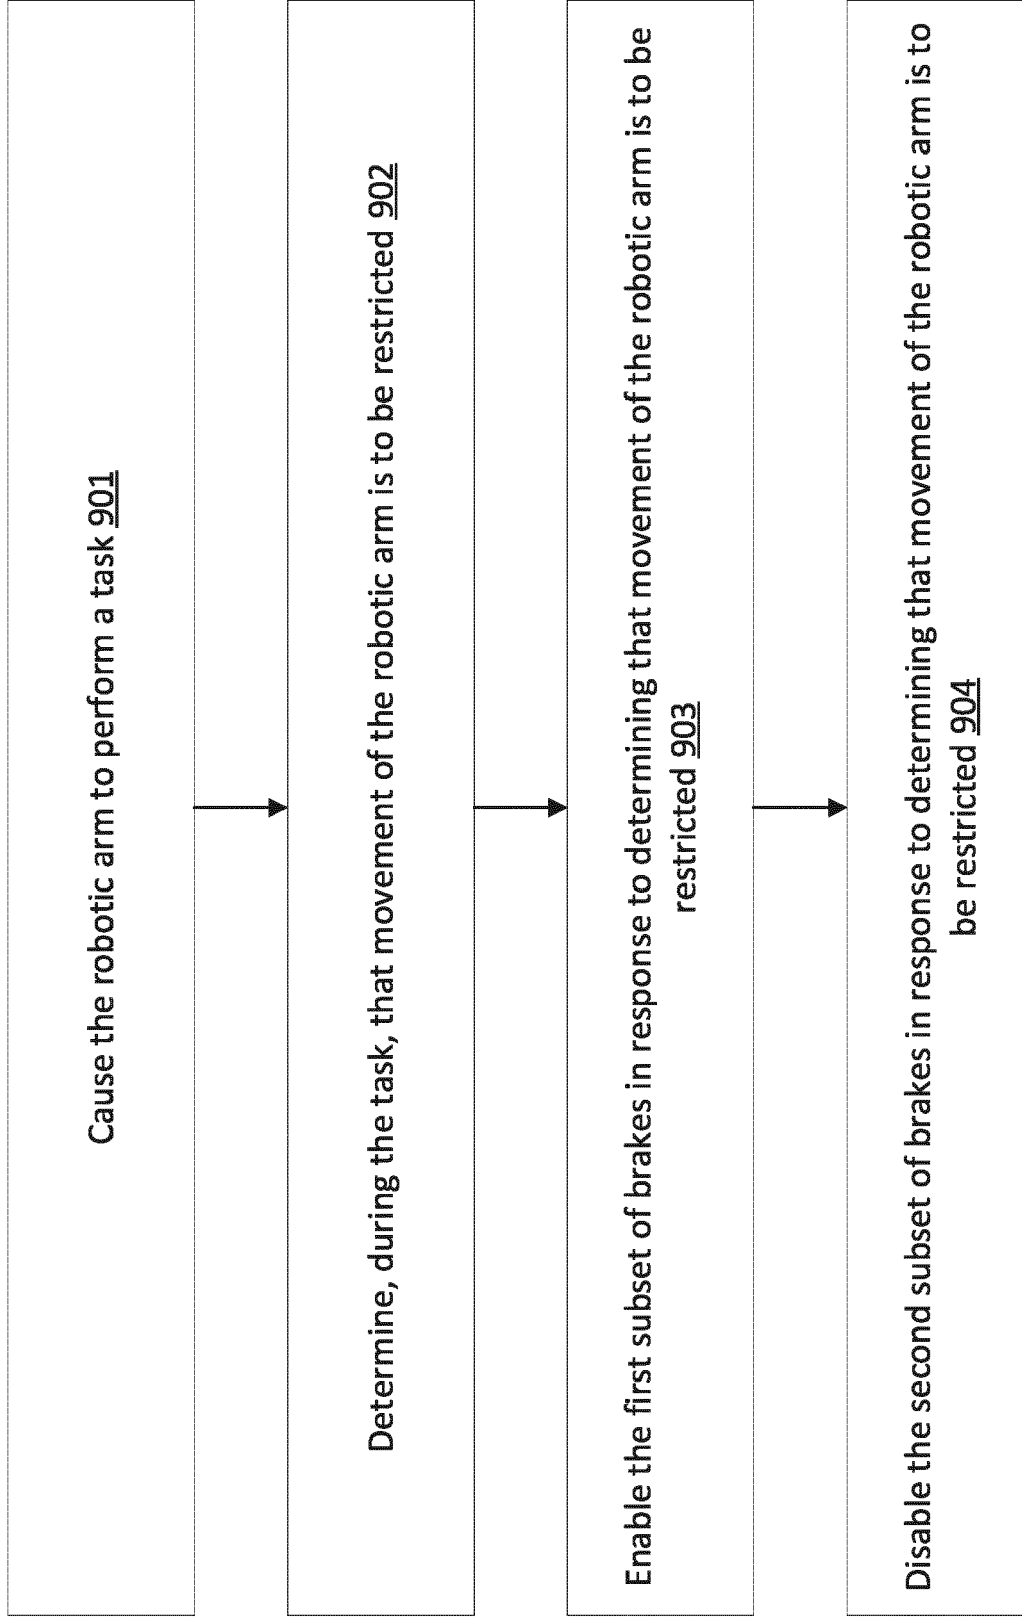 Cause the robotic arm to perform a task 901
Determine, during the task, that movement of the robotic arm is to be restricted 902
Enable the first subset of brakes in response to determining that movement of the robotic arm is to be
restricted 903
Disable the second subset of brakes in response to determining that movement of the robotic arm is to
be restricted 904